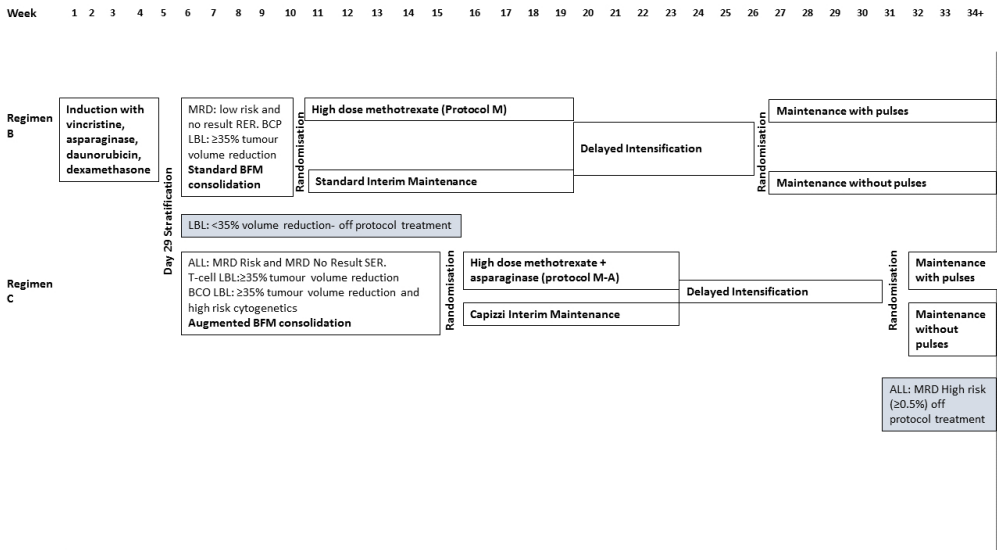 Week 1 2 3 4 5 6 7 8 9 10 11 12 13 14 15 16 17 18 19 20 21 22 23 24 25 26 27 28 29 30 31 32 33 34+
Regimen
B
Induction with
vincristine,
asparaginase,
daunorubicin,
dexamethasone
Day 29 Stratification
MRD: low risk and
no result RER. BCP
LBL: ≥35% tumour
volume reduction
Standard BFM
consolidation
Randomisation
High dose methotrexate (Protocol M)
Standard Interim Maintenance
Delayed Intensification
Randomisation
Maintenance with pulses
Maintenance without pulses
LBL: <35% volume reduction- off protocol treatment
Regimen
C
ALL: MRD Risk and MRD No Result SER.
T-cell LBL:≥35% tumour volume reduction
BCO LBL: ≥35% tumour volume reduction and
high risk cytogenetics
Augmented BFM consolidation
Randomisation
High dose methotrexate +
asparaginase (protocol M-A)
Capizzi Interim Maintenance
Delayed Intensification
Randomisation
Maintenance
with pulses
Maintenance
without
pulses
ALL: MRD High risk
(≥0.5%) off
protocol treatment